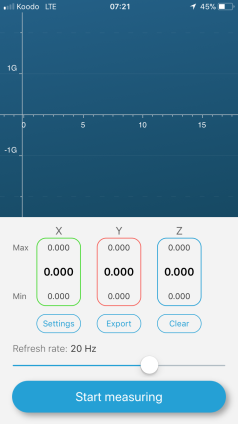 Koodo LTE 07:21 45%
1G
0 5 10 15
-1G
X Y Z
Max 0.000 0.000 0.000
0.000 0.000 0.000
Min 0.000 0.000 0.000
Settings Export Clear
Refresh rate: 20 Hz
Start measuring